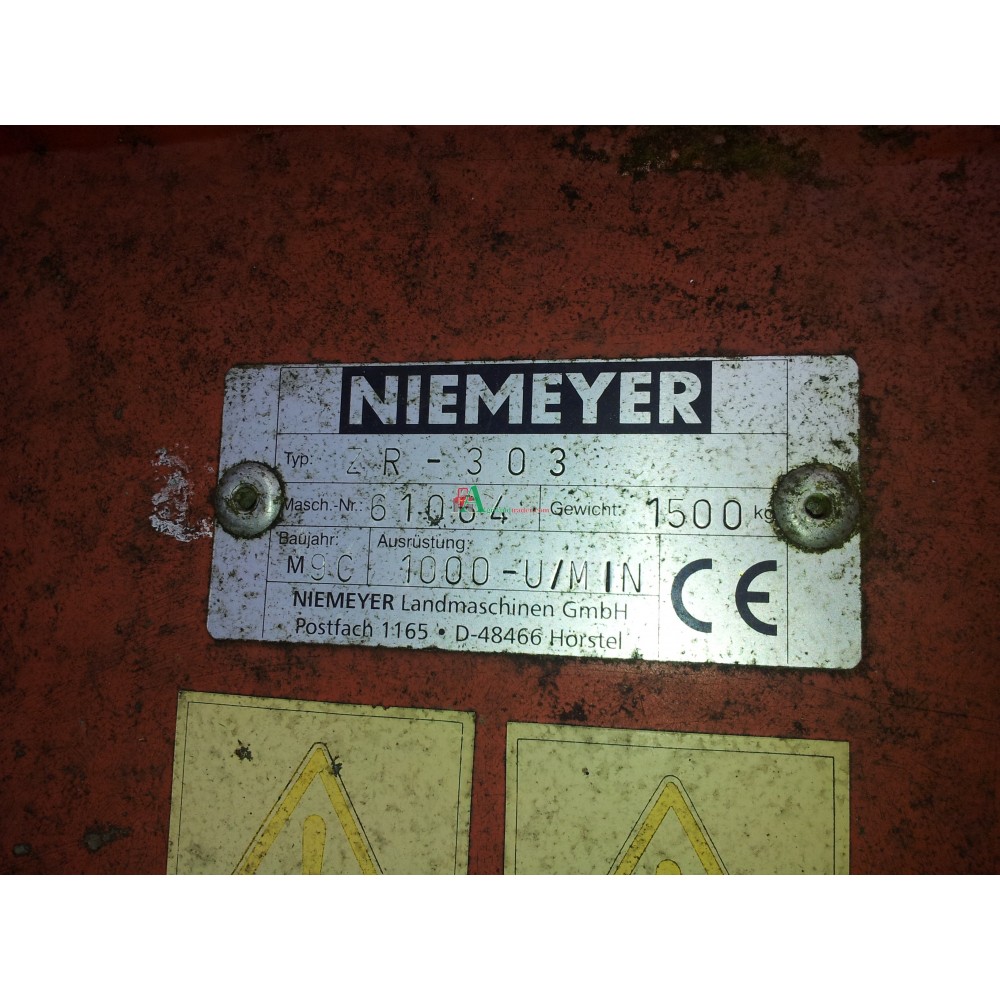 NIEMEYER
Typ: ZR-303
Masch.-Nr.: 61064 Gewicht: 1500 kg
Baujahr: Ausrüstung:
1000-U/MIN
NIEMEYER Landmaschinen GmbH
Postfach 1165 • D-48466 Hörstel
CE